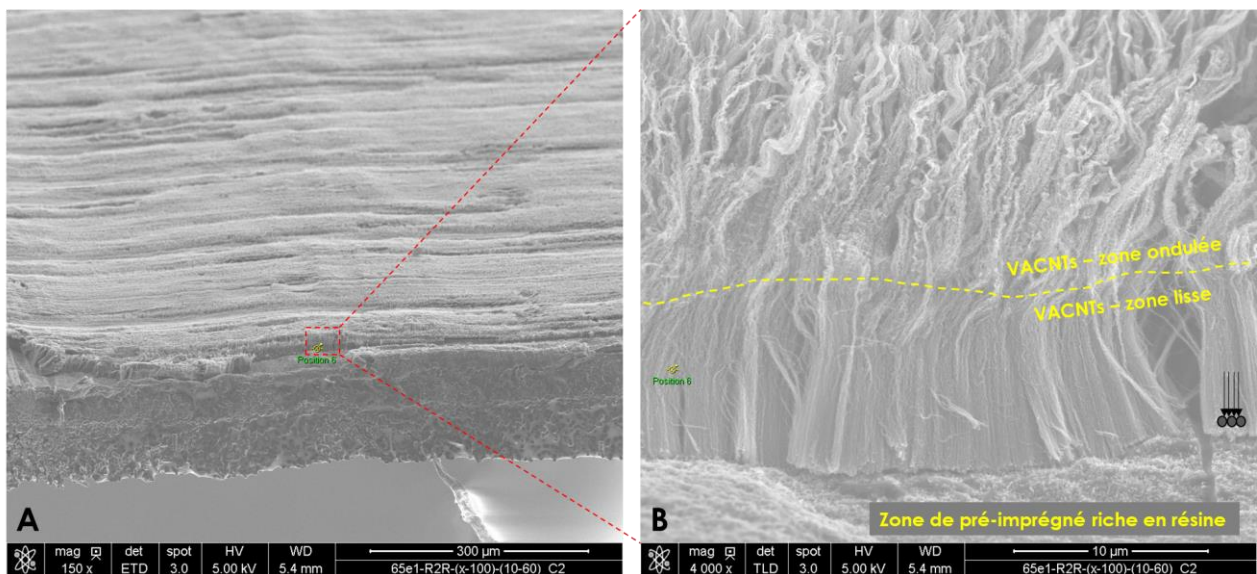 Position 6
A
mag
det
spot
HV
WD
300 µm
150 x
ETD
3.0
5.00 kV
5.4 mm
65e1-R2R-(x-100)-(10-60)_C2
VACNTs – zone ondulée
VACNTs – zone lisse
Position 6
Zone de pré-imprégné riche en résine
B
mag
det
spot
HV
WD
10 µm
4 000 x
TLD
3.0
5.00 kV
5.4 mm
65e1-R2R-(x-100)-(10-60)_C2